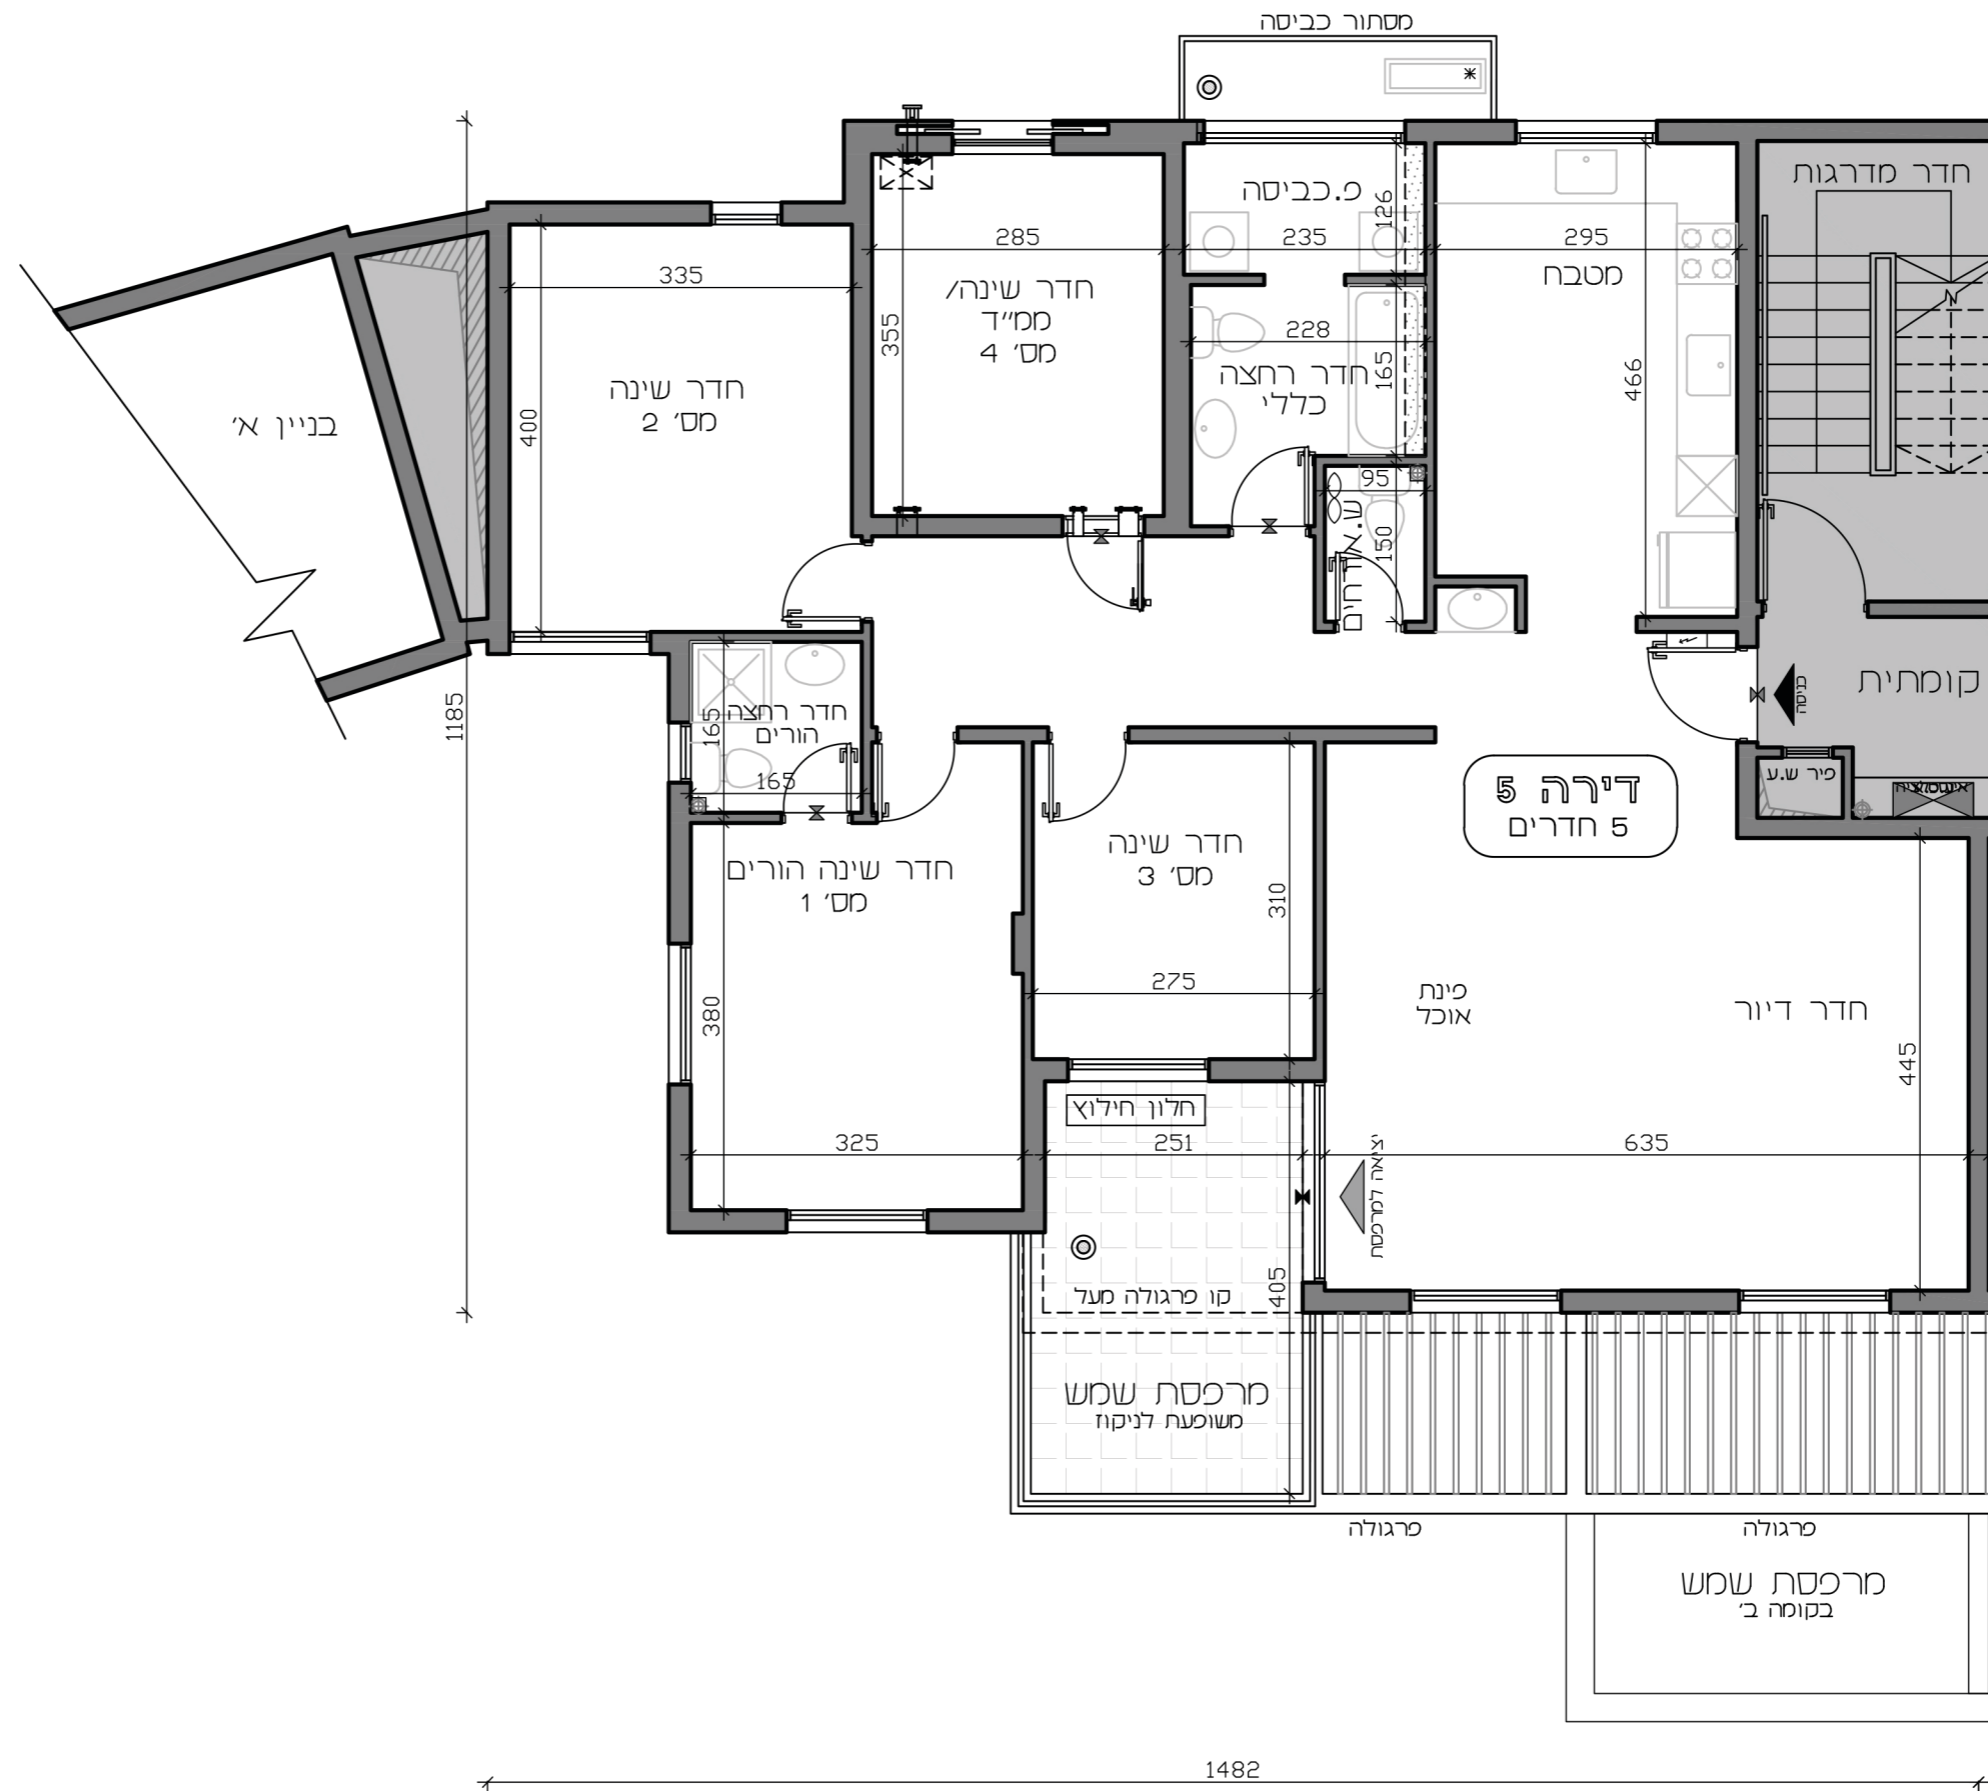 מסתור כביסה
חדר מדרגות
פ.כביסה
126
235
295
285
מטבח
335
חדר שינה/
ממ״ד
מס׳ 4
355
228
חדר רחצה
כללי
165
466
חדר שינה
מס׳ 2
400
בניין א׳
95
ש.אורחים
150
קומתית
כניסה
1185
חדר רחצה
הורים
165
165
דירה 5
5 חדרים
פיר ש.ע
חדר שינה הורים
מס׳ 1
חדר שינה
מס׳ 3
310
275
פינת
אוכל
חדר דיור
380
445
חלון חילוץ
325
251
635
יציאה למרפסת
405
קו פרגולה מעל
מרפסת שמש
משופעת לניקוז
פרגולה
פרגולה
מרפסת שמש
בקומה ב׳
1482